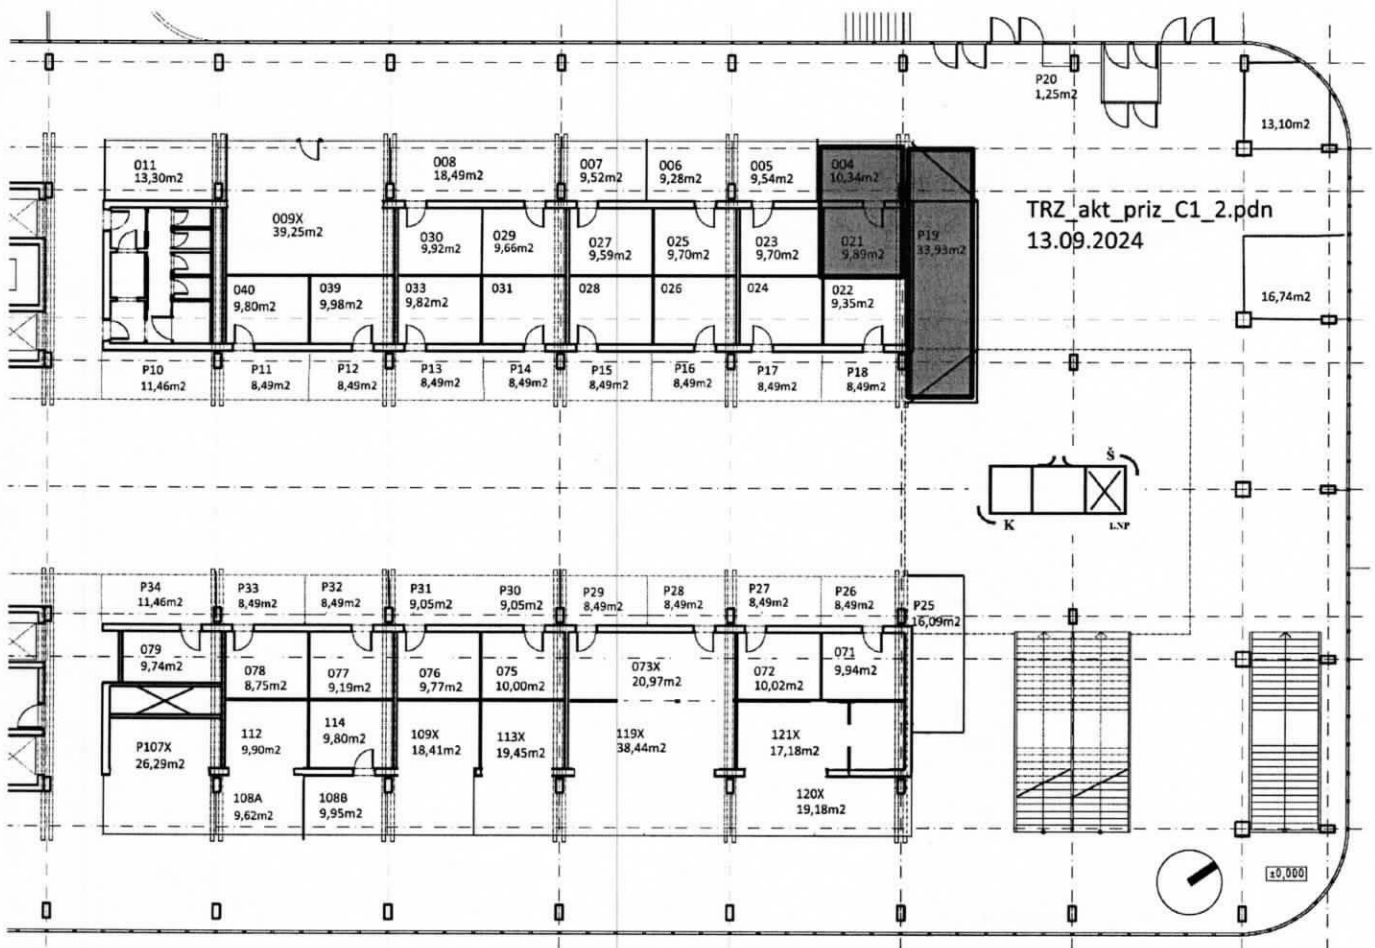 P20
1,25m2
13,10m2
011
13,30m2
008
18,49m2
007
9,52m2
006
9,28m2
005
9,54m2
004
10,34m2
009X
39,25m2
030
9,92m2
029
9,66m2
027
9,59m2
025
9,70m2
023
9,70m2
021
9,89m2
P19
33,93m2
TRZ_akt_priz_C1_2.pdn
13.09.2024
040
9,80m2
039
9,98m2
033
9,82m2
031
028
026
024
022
9,35m2
16,74m2
P10
11,46m2
P11
8,49m2
P12
8,49m2
P13
8,49m2
P14
8,49m2
P15
8,49m2
P16
8,49m2
P17
8,49m2
P18
8,49m2
Š
K
LNP
P34
11,46m2
P33
8,49m2
P32
8,49m2
P31
9,05m2
P30
9,05m2
P29
8,49m2
P28
8,49m2
P27
8,49m2
P26
8,49m2
P25
16,09m2
079
9,74m2
078
8,75m2
077
9,19m2
076
9,77m2
075
10,00m2
073X
20,97m2
072
10,02m2
071
9,94m2
P107X
26,29m2
112
9,90m2
114
9,80m2
109X
18,41m2
113X
19,45m2
119X
38,44m2
121X
17,18m2
108A
9,62m2
108B
9,95m2
120X
19,18m2
±0,000